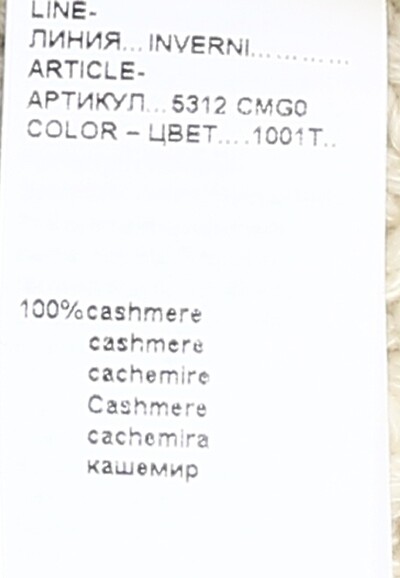 LINE-
ЛИНИЯ... INVERNI............
ARTICLE-
АРТИКУЛ... 5312 CMG0
COLOR – ЦВЕТ.....1001T..
100%cashmere
cashmere
cachemire
Cashmere
cachemira
кашемир